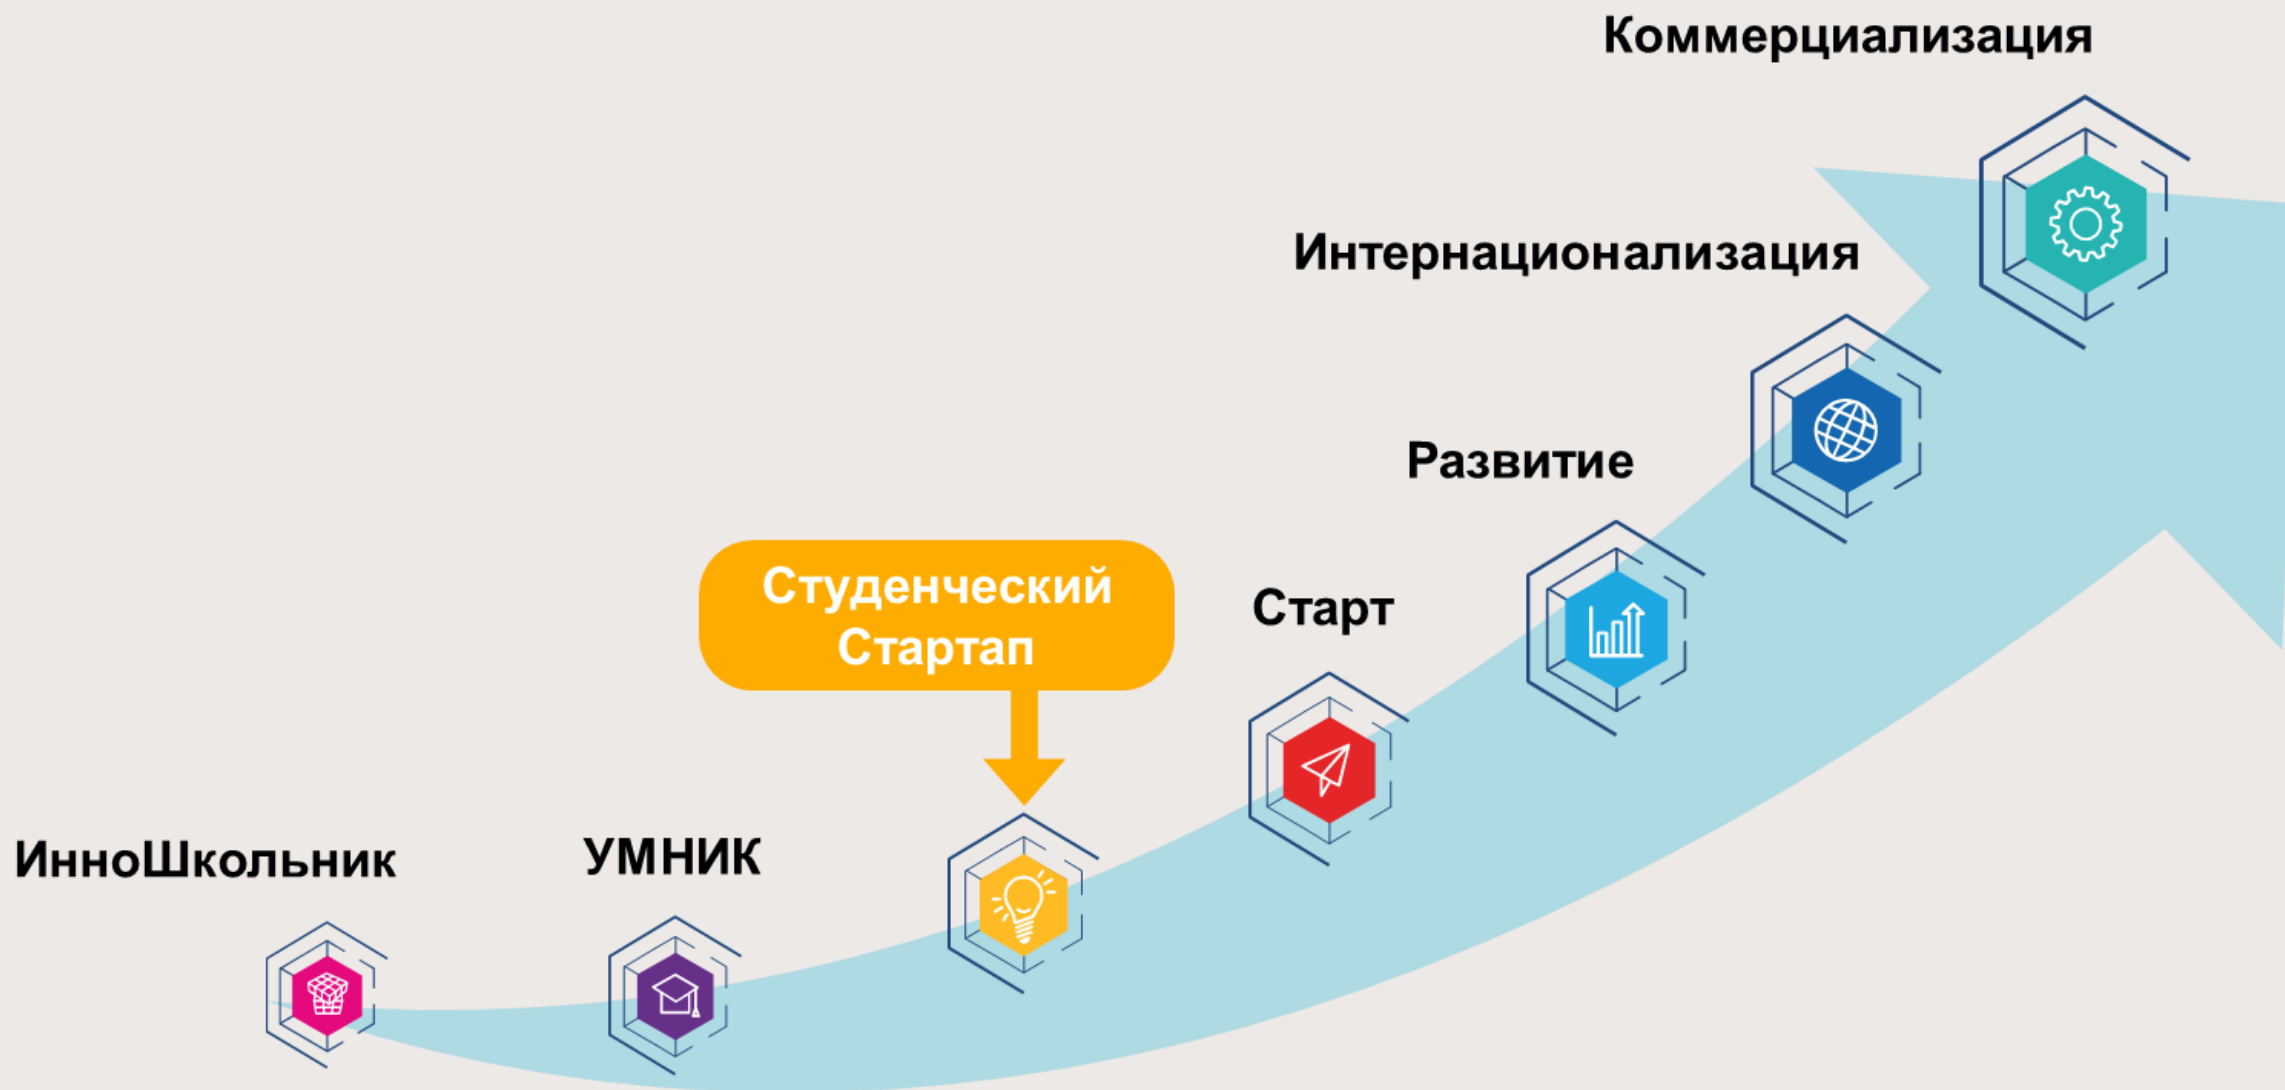 Коммерциализация
Интернационализация
Развитие
Студенческий
Стартап
Старт
ИнноШкольник
УМНИК